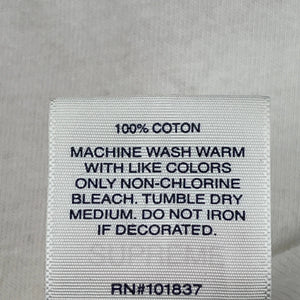 100% COTON
MACHINE WASH WARM
WITH LIKE COLORS
ONLY NON-CHLORINE
BLEACH. TUMBLE DRY
MEDIUM. DO NOT IRON
IF DECORATED.
SUPREME
RN#101837